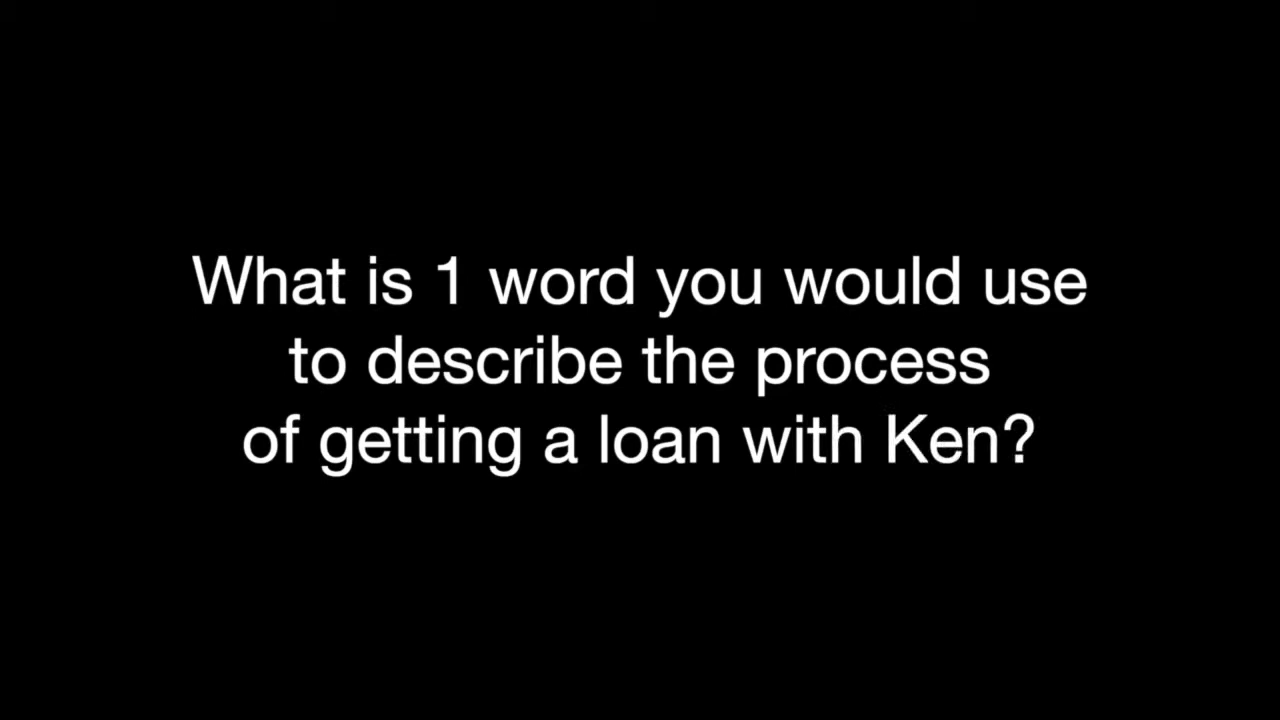 What is 1 word you would use
to describe the process
of getting a loan with Ken?